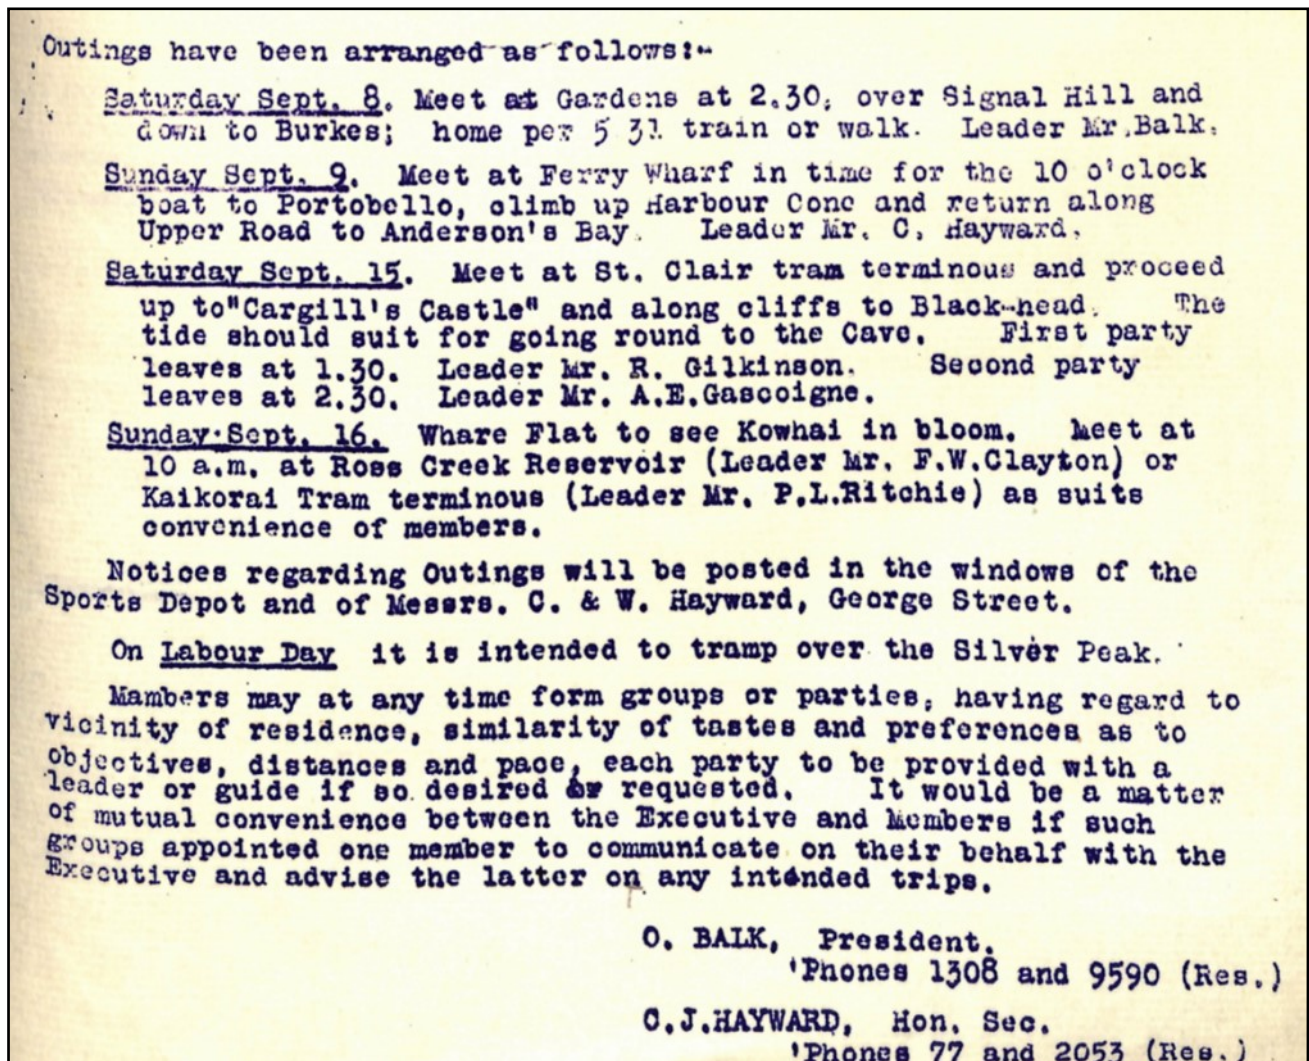 Outings have been arranged as follows:-
Saturday Sept. 8. Meet at Gardens at 2.30, over Signal Hill and
down to Burkes; home per 5 31 train or walk. Leader Mr.Balk.
Sunday Sept. 9. Meet at Ferry Wharf in time for the 10 o'clock
boat to Portobello, climb up Harbour Cone and return along
Upper Road to Anderson's Bay. Leader Mr. C. Hayward.
Saturday Sept. 15. Meet at St. Clair tram terminous and proceed
up to"Cargill's Castle" and along cliffs to Black-head. The
tide should suit for going round to the Cave. First party
leaves at 1.30. Leader Mr. R. Gilkinson. Second party
leaves at 2.30. Leader Mr. A.E.Gascoigne.
Sunday Sept. 16. Whare Flat to see Kowhai in bloom. Meet at
10 a.m. at Ross Creek Reservoir (Leader Mr. F.W.Clayton) or
Kaikorai Tram terminous (Leader Mr. P.L.Ritchie) as suits
convenience of members.
Notices regarding Outings will be posted in the windows of the
Sports Depot and of Messrs. C. & W. Hayward, George Street.
On Labour Day it is intended to tramp over the Silver Peak.
Mambers may at any time form groups or parties, having regard to
vicinity of residence, similarity of tastes and preferences as to
objectives, distances and pace, each party to be provided with a
leader or guide if so desired or requested. It would be a matter
of mutual convenience between the Executive and Members if such
groups appointed one member to communicate on their behalf with the
Executive and advise the latter on any intended trips.
O. BALK, President.
'Phones 1308 and 9590 (Res.)
C.J.HAYWARD, Hon. Sec.
'Phones 77 and 2053 (Res.)